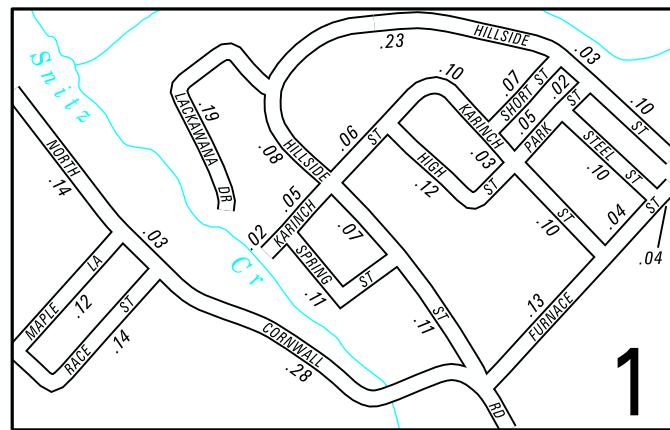 .23
HILLSIDE
.03
Snitz
.10
.07
SHORT ST
.02
.10
LACKAWANA
DR
.19
KARINCH
.05
ST
ST
PARK
STEEL
ST
.06
ST
.03
.10
NORTH
.14
.08
HILLSIDE
HIGH
ST
.12
.04
.04
.05
KARINCH
.02
.07
ST
.10
.03
Cr
SPRING
ST
.11
LA
MAPLE
.12
ST
RACE
.14
ST
.11
.13
FURNACE
CORNWALL
.28
RD
1